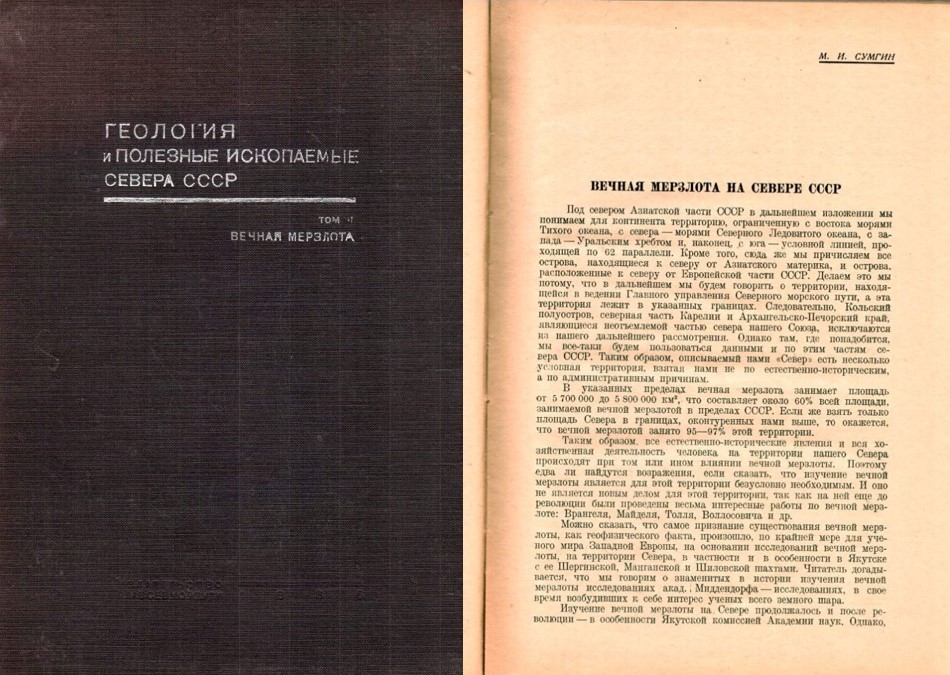 ГЕОЛОГИЯ
и ПОЛЕЗНЫЕ ИСКОПАЕМЫЕ
СЕВЕРА СССР
ТОМ
ВЕЧНАЯ МЕРЗЛОТА
М. И. СУМГИН
ВЕЧНАЯ МЕРЗЛОТА НА СЕВЕРЕ СССР
Под севером Азиатской части СССР в дальнейшем изложении мы
понимаем для континента территорию, ограниченную с востока морями
Тихого океана, с севера — морями Северного Ледовитого океана, с за-
пада — Уральским хребтом и, наконец, с юга — условной линией, про-
ходящей по 62 параллели. Кроме того, сюда же мы причисляем все
острова, находящиеся к северу от Азиатского материка, и острова,
расположенные к северу от Европейской части СССР. Делаем это мы
потому, что в дальнейшем мы будем говорить о территории, находя-
щейся в ведении Главного управления Северного морского пути, а эта
территория лежит в указанных границах. Следовательно, Кольский
полуостров, северная часть Карелии и Архангельско-Печорский край,
являющиеся неотъемлемой частью севера нашего Союза, исключаются
из нашего дальнейшего рассмотрения. Однако там, где понадобится,
мы все-таки будем пользоваться данными и по этим частям се-
вера СССР. Таким образом, описываемый нами «Север» есть несколько
условная территория, взятая нами не по естественно-историческим,
а по административным причинам.
В указанных пределах вечная мерзлота занимает площадь
от 5 700 000 до 5 800 000 км², что составляет около 60% всей площади,
занимаемой вечной мерзлотой в пределах СССР. Если же взять только
площадь Севера в границах, оконтуренных нами выше, то окажется,
что вечной мерзлотой занято 95—97% этой территории.
Таким образом, все естественно-исторические явления и вся хо-
зяйственная деятельность человека на территории нашего Севера
происходят при том или ином влиянии вечной мерзлоты. Поэтому
едва ли найдутся возражения, если сказать, что изучение вечной
мерзлоты является для этой территории безусловно необходимым. И оно
не является новым делом для этой территории, так как на ней еще до
революции были проведены весьма интересные работы по вечной мерз-
лоте: Врангеля, Майделя, Толля, Воллосовича и др.
Можно сказать, что самое признание существования вечной мерз-
лоты, как геофизического факта, произошло, по крайней мере для уче-
ного мира Западной Европы, на основании исследований вечной мерз-
лоты, на территории Севера, в частности и в особенности в Якутске
с ее Шергинской, Манганской и Шиловской шахтами. Читатель догады-
вается, что мы говорим о знаменитых в истории изучения вечной
мерзлоты исследованиях акад. Миддендорфа — исследованиях, в свое
время возбудивших к себе интерес ученых всего земного шара.
Изучение вечной мерзлоты на Севере продолжалось и после ре-
волюции — в особенности Якутской комиссией Академии наук. Однако,